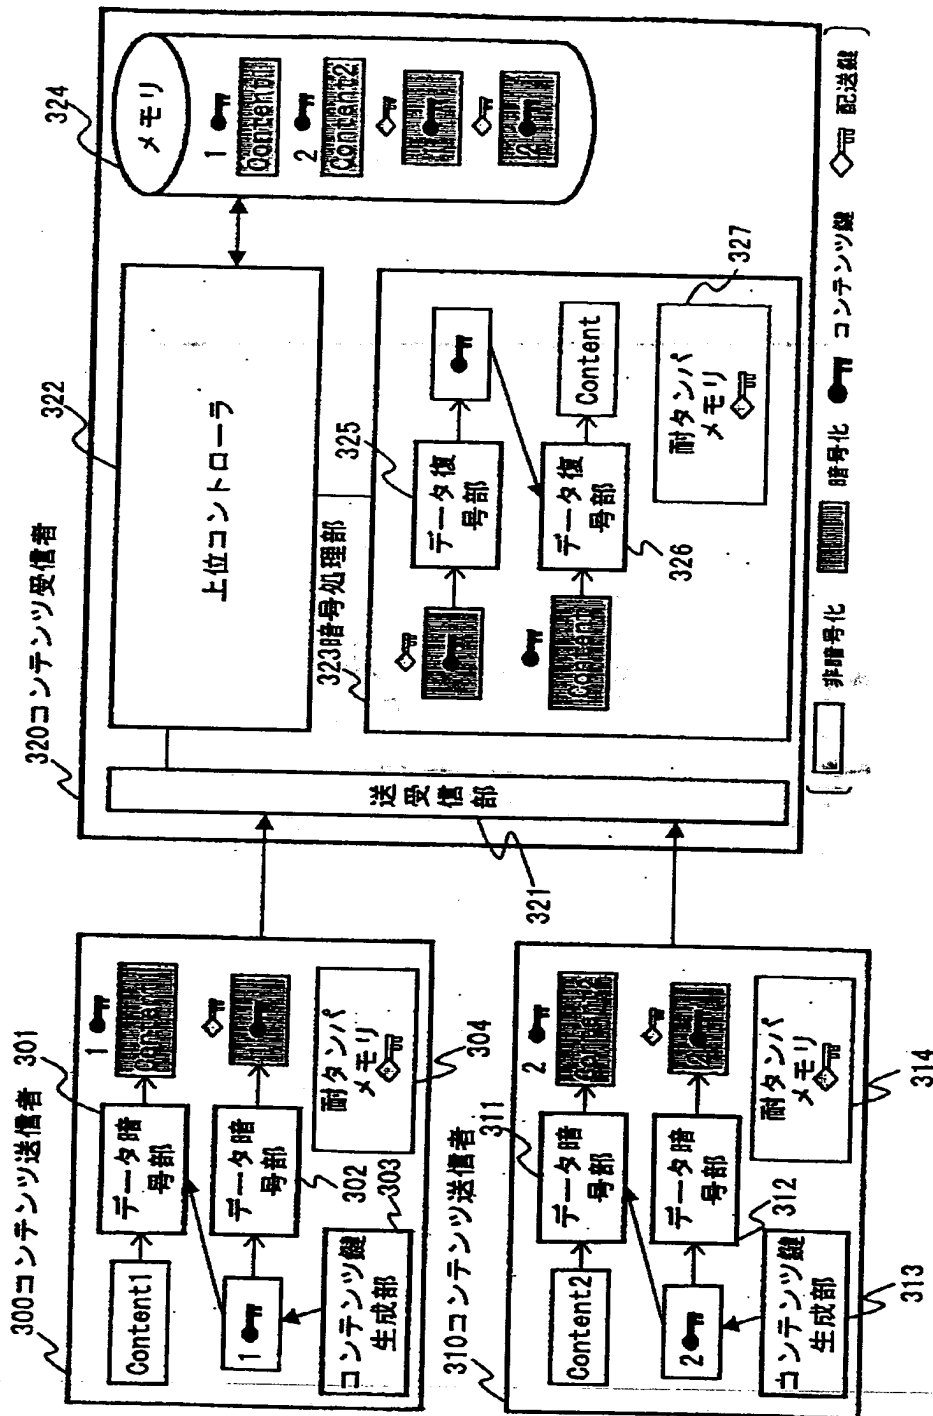 300コンテンツ送信者
301
Content1
データ暗
号部
1
Content1
1
データ暗
号部
302
コンテンツ鍵
生成部
303
耐タンパ
メモリ
304
310コンテンツ送信者
311
Content2
データ暗
号部
2
Content2
2
データ暗
号部
2
312
コンテンツ鍵
生成部
313
耐タンパ
メモリ
314
320コンテンツ受信者
送受信部
321
322
上位コントローラ
324
メモリ
1
Content1
2
Content2
1
2
323暗号処理部
325
データ復
号部
Content
データ復
号部
326
Content
耐タンパ
メモリ
327
非暗号化
暗号化
コンテンツ鍵
配送鍵